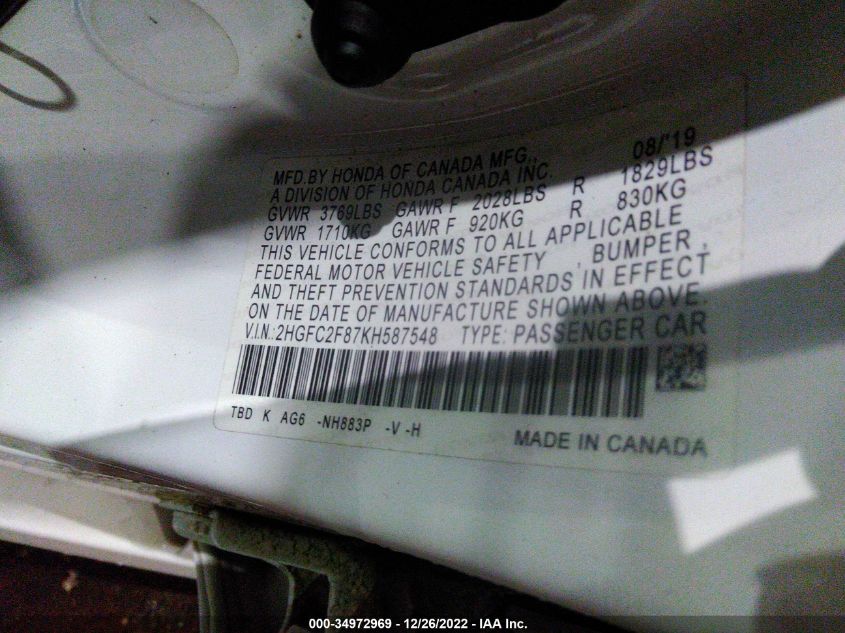 MFD.BY HONDA OF CANADA MFG., 08/'19
A DIVISION OF HONDA CANADA INC.
GVWR 3769LBS GAWR F 2028LBS R 1829LBS
GVWR 1710KG GAWR F 920KG R 830KG
THIS VEHICLE CONFORMS TO ALL APPLICABLE
FEDERAL MOTOR VEHICLE SAFETY , BUMPER ,
AND THEFT PREVENTION STANDARDS IN EFFECT
ON THE DATE OF MANUFACTURE SHOWN ABOVE.
V.I.N.:2HGFC2F87KH587548 TYPE: PASSENGER CAR
TBD K AG6 -NH883P -V -H
MADE IN CANADA
000-34972969 - 12/26/2022 - IAA Inc.